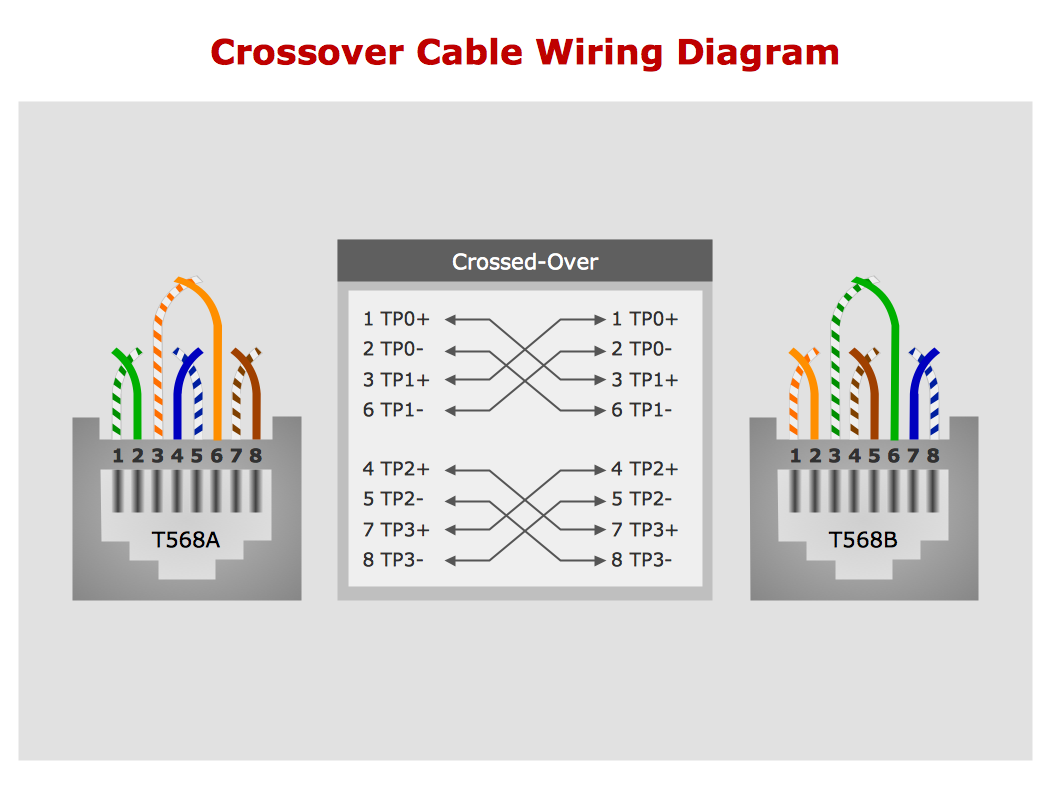 Crossover Cable Wiring Diagram
Crossed-Over
1 TP0+ 1 TP0+
2 TP0- 2 TP0-
3 TP1+ 3 TP1+
6 TP1- 6 TP1-
4 TP2+ 4 TP2+
5 TP2- 5 TP2-
7 TP3+ 7 TP3+
8 TP3- 8 TP3-
1 2 3 4 5 6 7 8
T568A
1 2 3 4 5 6 7 8
T568B